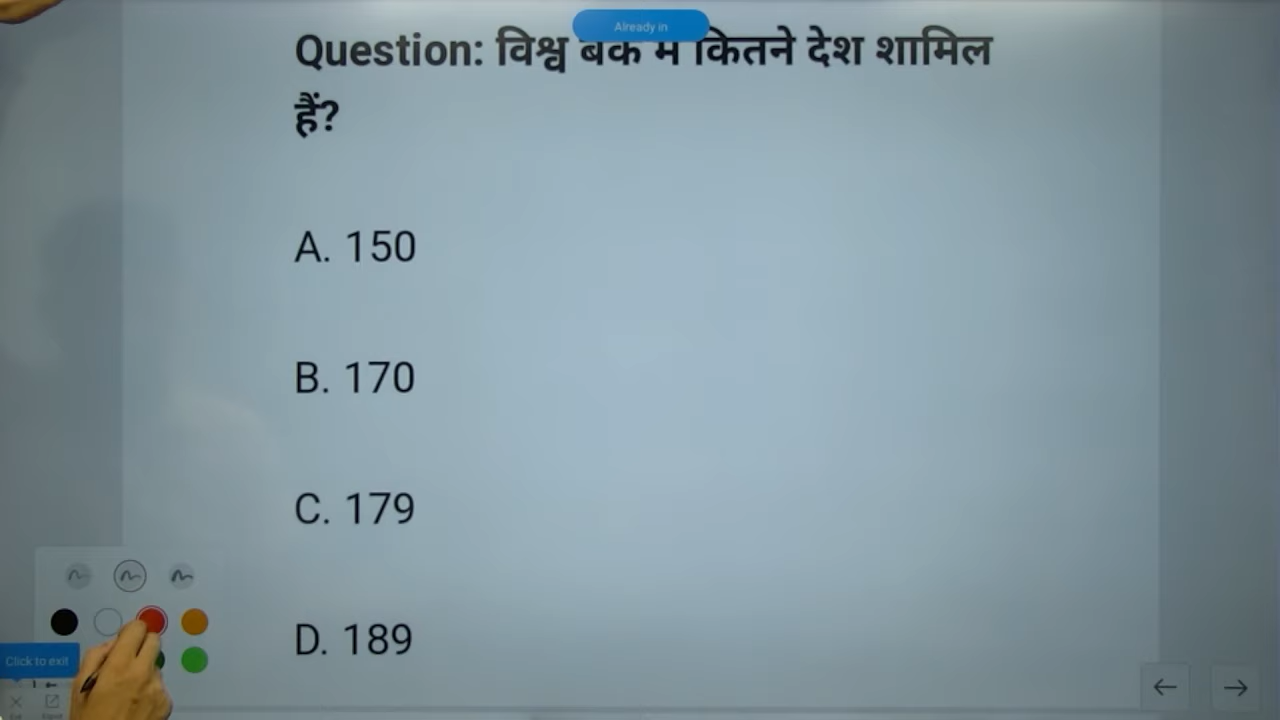 Already in
Question: विश्व बैंक में कितने देश शामिल
हैं?
A. 150
B. 170
C. 179
D. 189
Click to exit